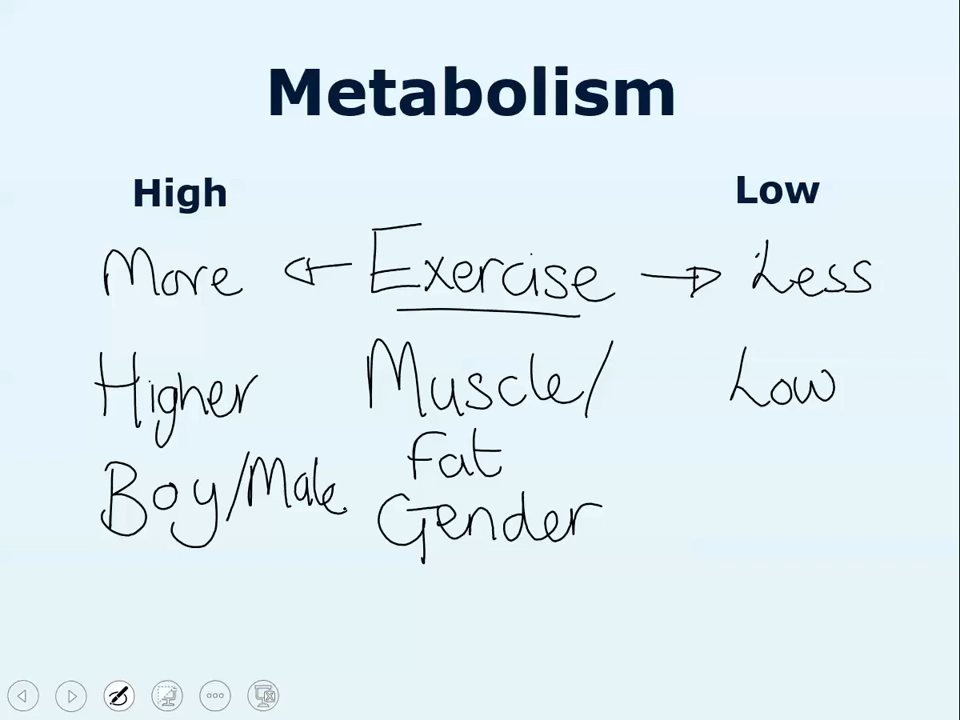 Metabolism
High Low
More Exercise Less
Higher Muscle/ Low
Fat
Boy/Male Gender